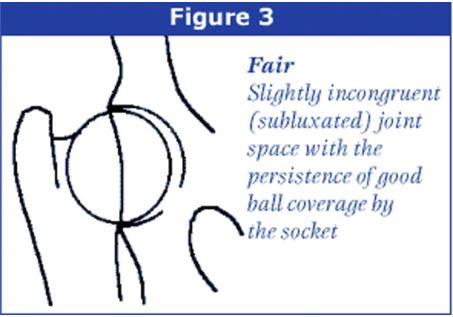 Figure 3
Fair
Slightly incongruent
(subluxated) joint
space with the
persistence of good
ball coverage by
the socket